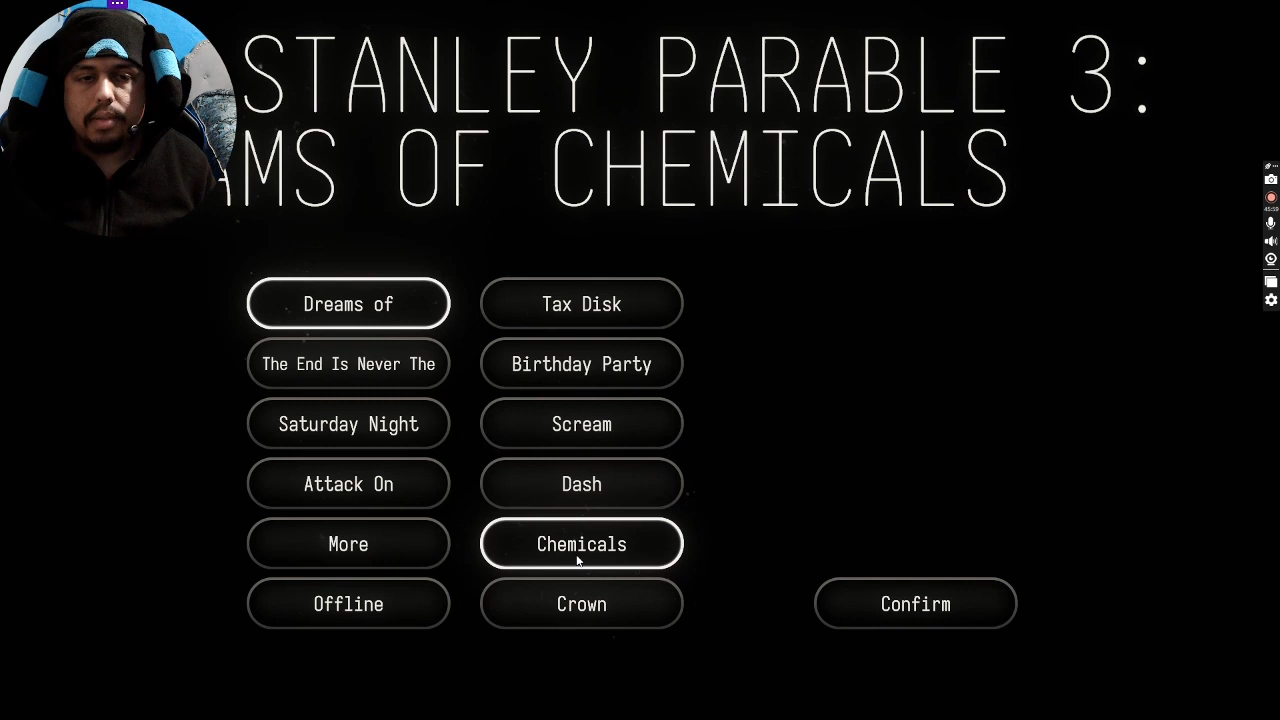 STANLEY PARABLE 3:
AMS OF CHEMICALS
Dreams of
Tax Disk
The End Is Never The
Birthday Party
Saturday Night
Scream
Attack On
Dash
More
Chemicals
Offline
Crown
Confirm